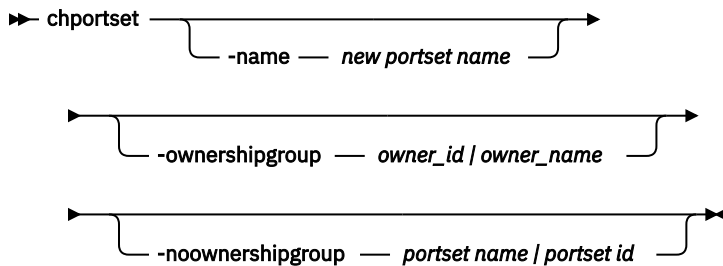 chportset
-name new portset name
-ownershipgroup owner_id / owner_name
-noownershipgroup portset name / portset id